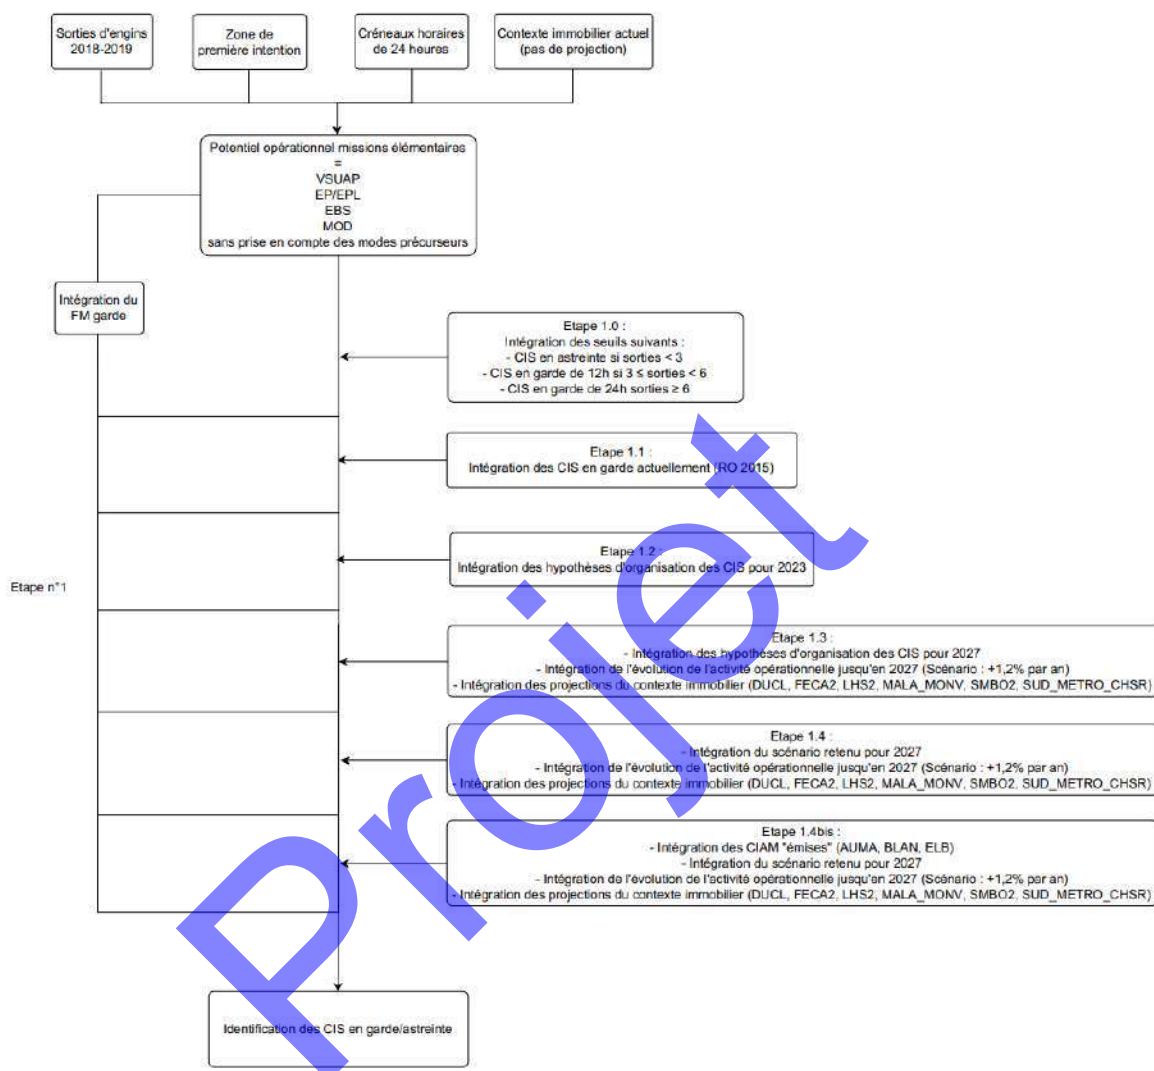 Sorties d'engins
2018-2019
Zone de
première intention
Créneaux horaires
de 24 heures
Contexte immobilier actuel
(pas de projection)
Potentiel opérationnel missions élémentaires
=
VSUAP
EP/EPL
EBS
MOD
sans prise en compte des modes précurseurs
Intégration du
FM garde
Etape 1.0 :
Intégration des seuils suivants :
- CIS en astreinte si sorties < 3
- CIS en garde de 12h si 3 ≤ sorties < 6
- CIS en garde de 24h sorties ≥ 6
Etape 1.1 :
Intégration des CIS en garde actuellement (RO 2015)
Etape 1.2 :
Intégration des hypothèses d'organisation des CIS pour 2023
Etape n°1
Etape 1.3 :
- Intégration des hypothèses d'organisation des CIS pour 2027
- Intégration de l'évolution de l'activité opérationnelle jusqu'en 2027 (Scénario : +1,2% par an)
- Intégration des projections du contexte immobilier (DUCL, FECA2, LHS2, MALA_MONV, SMBO2, SUD_METRO_CHSR)
Etape 1.4 :
- Intégration du scénario retenu pour 2027
- Intégration de l'évolution de l'activité opérationnelle jusqu'en 2027 (Scénario : +1,2% par an)
- Intégration des projections du contexte immobilier (DUCL, FECA2, LHS2, MALA_MONV, SMBO2, SUD_METRO_CHSR)
Etape 1.4bis :
- Intégration des CIAM "émises" (AUMA, BLAN, ELB)
- Intégration du scénario retenu pour 2027
- Intégration de l'évolution de l'activité opérationnelle jusqu'en 2027 (Scénario : +1,2% par an)
- Intégration des projections du contexte immobilier (DUCL, FECA2, LHS2, MALA_MONV, SMBO2, SUD_METRO_CHSR)
Identification des CIS en garde/astreinte
Projet